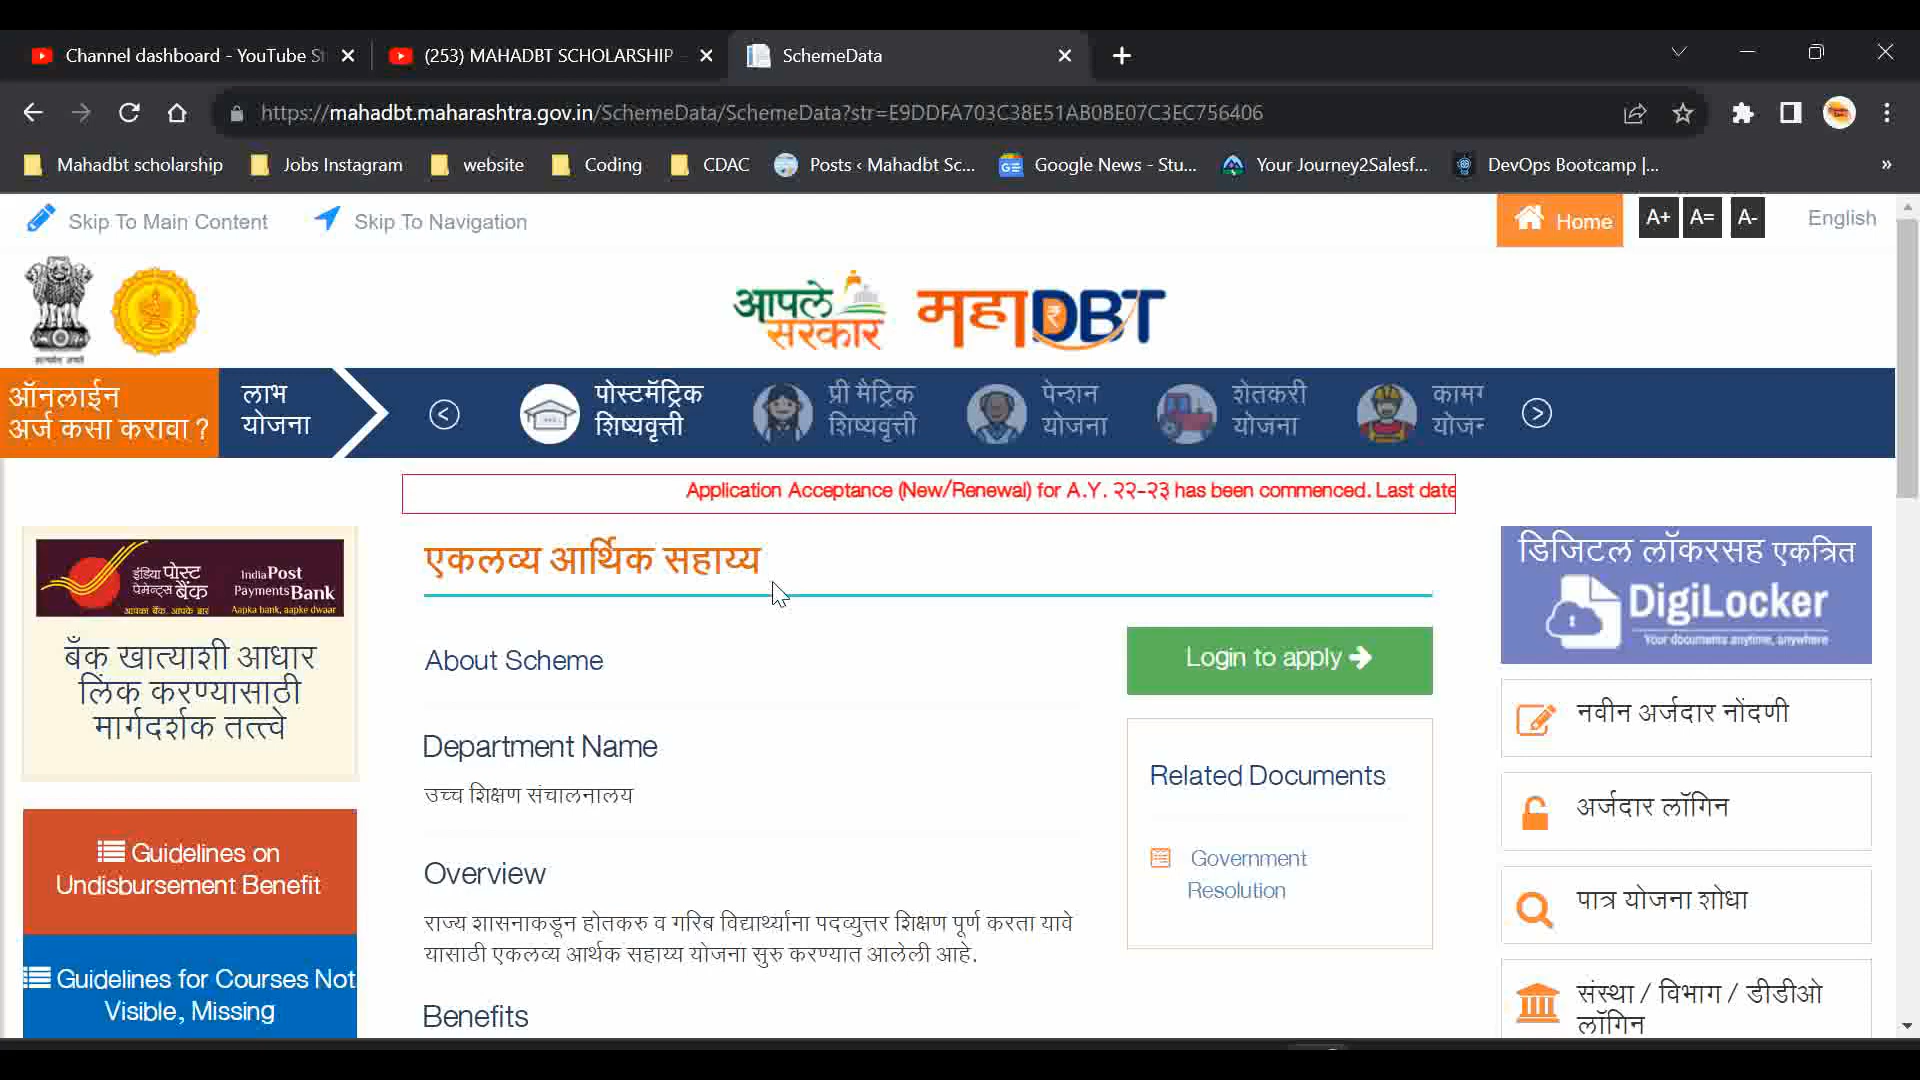 Channel dashboard - YouTube St
(253) MAHADBT SCHOLARSHIP -
SchemeData
https://mahadbt.maharashtra.gov.in/SchemeData/SchemeData?str=E9DDFA703C38E51AB0BE07C3EC756406
Mahadbt scholarship
Jobs Instagram
website
Coding
CDAC
Posts ‹ Mahadbt Sc...
Google News - Stu...
Your Journey2Salesf...
DevOps Bootcamp |...
»
Skip To Main Content
Skip To Navigation
Home
A+
A=
A-
English
आपले
सरकार
महाDBT
ऑनलाईन
अर्ज कसा करावा ?
लाभ
योजना
पोस्टमॅट्रिक
शिष्यवृत्ती
प्री मैट्रिक
शिष्यवृत्ती
पेन्शन
योजना
शेतकरी
योजना
Application Acceptance (New/Renewal) for A.Y. २२-२३ has been commenced. Last date
एकलव्य आर्थिक सहाय्य
About Scheme
Department Name
उच्च शिक्षण संचालनालय
Overview
राज्य शासनाकडून होतकरु व गरिब विद्यार्थ्यांना पदव्युत्तर शिक्षण पूर्ण करता यावे
यासाठी एकलव्य आर्थक सहाय्य योजना सुरु करण्यात आलेली आहे.
Benefits
Login to apply
Related Documents
Government
Resolution
इंडिया पोस्ट
पेमेन्ट्स बैंक
आपका बैंक, आपके द्वार
India Post
Payments Bank
Aapka bank, aapke dwaar
बँक खात्याशी आधार
लिंक करण्यासाठी
मार्गदर्शक तत्त्वे
Guidelines on
Undisbursement Benefit
Guidelines for Courses Not
Visible, Missing
डिजिटल लॉकरसह एकत्रित
DigiLocker
Your documents anytime, anywhere
नवीन अर्जदार नोंदणी
अर्जदार लॉगिन
पात्र योजना शोधा
संस्था / विभाग / डीडीओ
लॉगिन